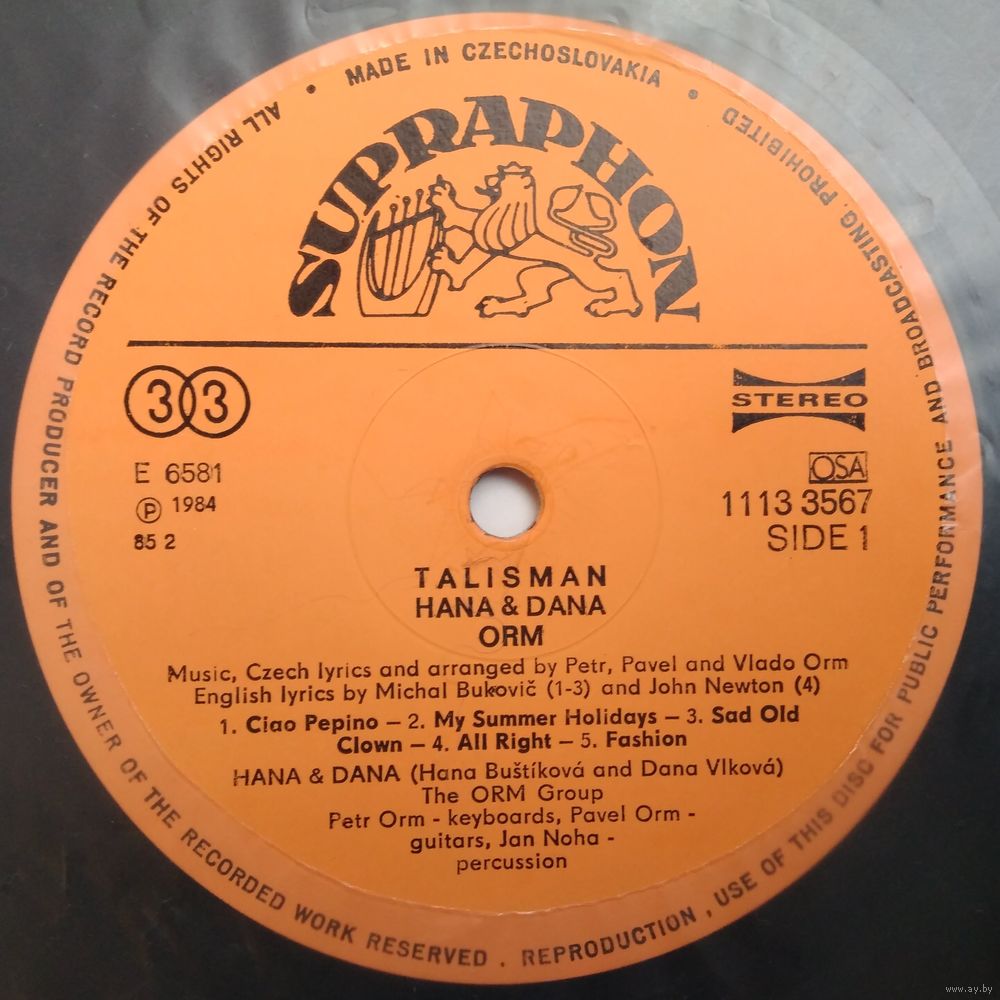 MADE IN CZECHOSLOVAKIA
ALL RIGHTS OF THE RECORD PRODUCER AND OF THE OWNER OF THE RECORDED WORK RESERVED . REPRODUCTION , USE OF THIS DISC FOR PUBLIC PERFORMANCE AND BROADCASTING, PROHIBITED
SUPRAPHON
33
STEREO
E 6581
Ⓟ 1984
85 2
OSA
1113 3567
SIDE 1
TALISMAN
HANA & DANA
ORM
Music, Czech lyrics and arranged by Petr, Pavel and Vlado Orm
English lyrics by Michal Bukovič (1-3) and John Newton (4)
1. Ciao Pepino – 2. My Summer Holidays – 3. Sad Old
Clown – 4. All Right – 5. Fashion
HANA & DANA (Hana Buštíková and Dana Vlková)
The ORM Group
Petr Orm - keyboards, Pavel Orm -
guitars, Jan Noha -
percussion
www.ay.by